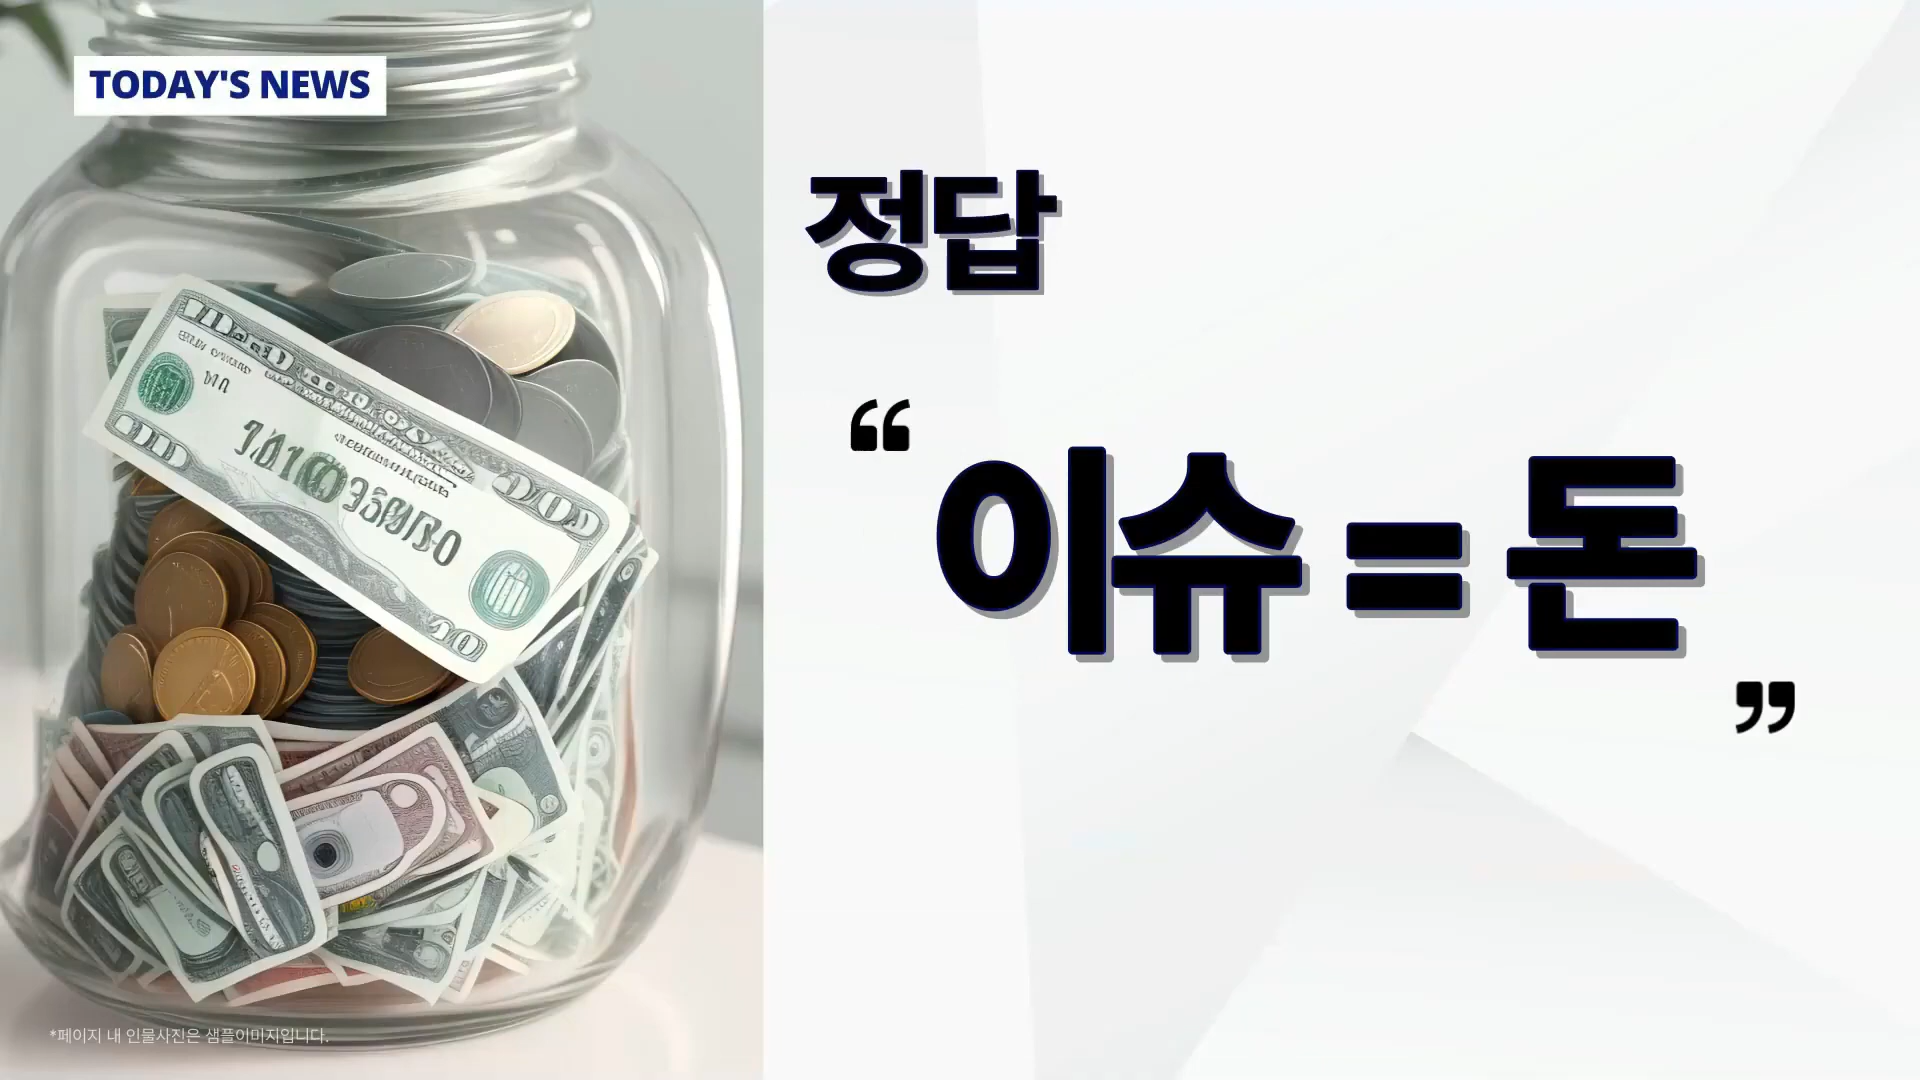 TODAY'S NEWS
정답
“
이슈 = 돈
”
*페이지 내 인물사진은 샘플이미지입니다.